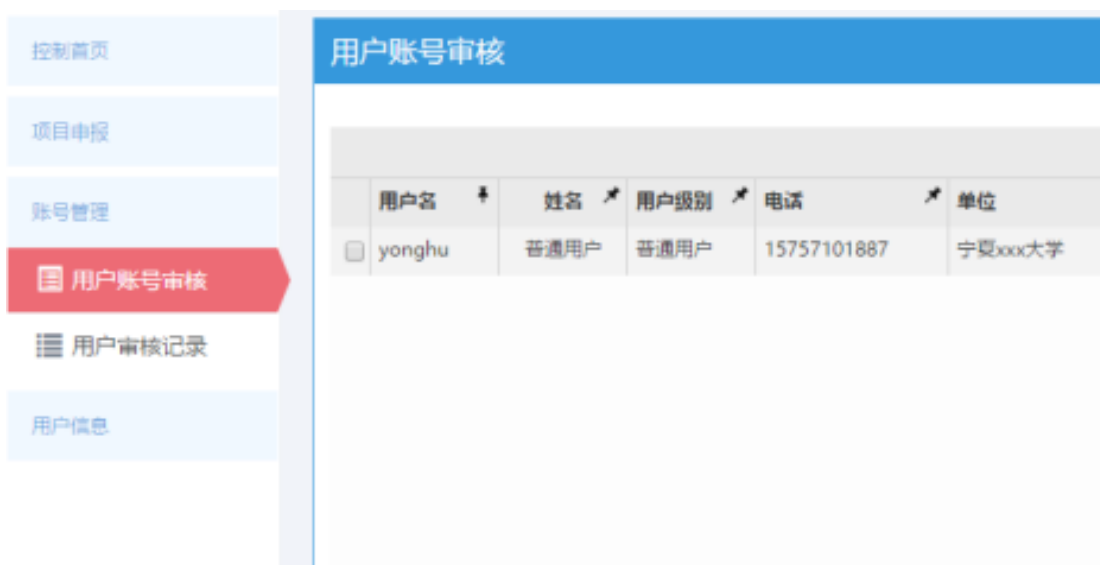 控制首页
项目申报
账号管理
用户账号审核
用户审核记录
用户信息
用户账号审核
用户名 姓名 用户级别 电话 单位
yonghu 普通用户 普通用户 15757101887 宁夏xxx大学